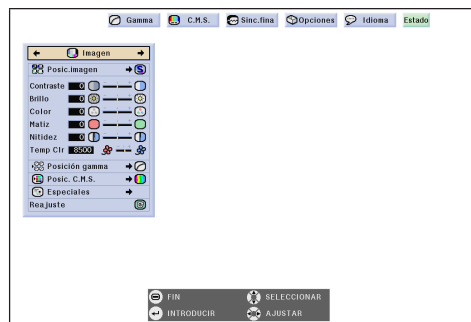 Gamma C.M.S. Sinc.fina Opciones Idioma Estado
Imagen
Posic.imagen S
Contraste 0
Brillo 0
Color 0
Matiz 0
Nitidez 0
Temp Clr 8500
Posición gamma
Posic. C.M.S.
Especiales
Reajuste
FIN SELECCIONAR
INTRODUCIR AJUSTAR